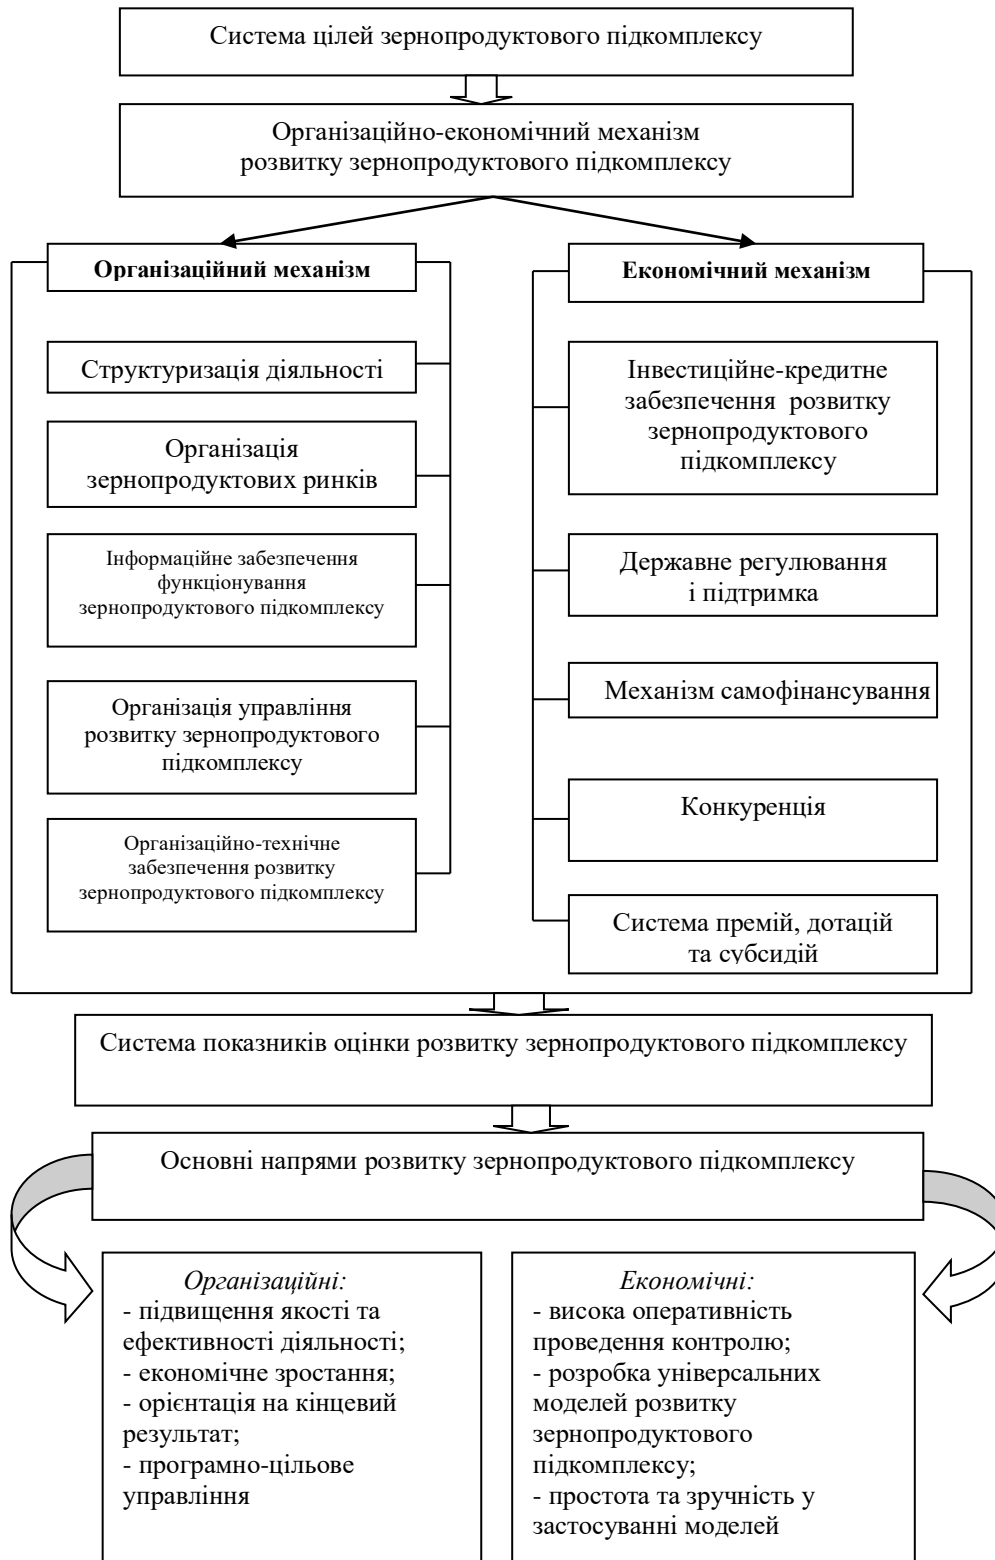 Система цілей зернопродуктового підкомплексу
Організаційно-економічний механізм
розвитку зернопродуктового підкомплексу
Організаційний механізм
Структуризація діяльності
Організація
зернопродуктових ринків
Інформаційне забезпечення
функціонування
зернопродуктового підкомплексу
Організація управління
розвитку зернопродуктового
підкомплексу
Організаційно-технічне
забезпечення розвитку
зернопродуктового підкомплексу
Економічний механізм
Інвестиційне-кредитне
забезпечення розвитку
зернопродуктового
підкомплексу
Державне регулювання
і підтримка
Механізм самофінансування
Конкуренція
Система премій, дотацій
та субсидій
Система показників оцінки розвитку зернопродуктового підкомплексу
Основні напрями розвитку зернопродуктового підкомплексу
Організаційні:
- підвищення якості та
ефективності діяльності;
- економічне зростання;
- орієнтація на кінцевий
результат;
- програмно-цільове
управління
Економічні:
- висока оперативність
проведення контролю;
- розробка універсальних
моделей розвитку
зернопродуктового
підкомплексу;
- простота та зручність у
застосуванні моделей